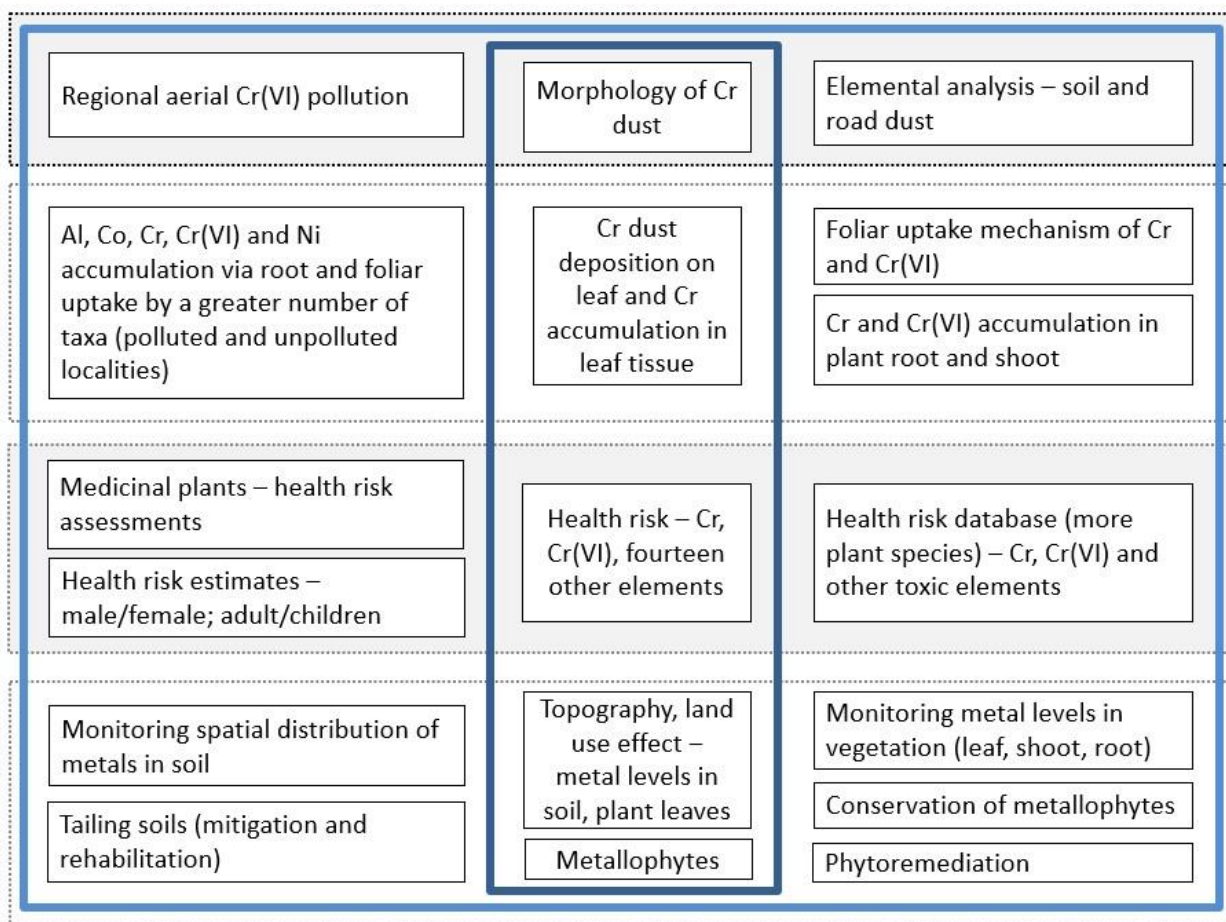 Regional aerial Cr(VI) pollution
Morphology of Cr
dust
Elemental analysis – soil and
road dust
Al, Co, Cr, Cr(VI) and Ni
accumulation via root and foliar
uptake by a greater number of
taxa (polluted and unpolluted
localities)
Cr dust
deposition on
leaf and Cr
accumulation in
leaf tissue
Foliar uptake mechanism of Cr
and Cr(VI)
Cr and Cr(VI) accumulation in
plant root and shoot
Medicinal plants – health risk
assessments
Health risk estimates –
male/female; adult/children
Health risk – Cr,
Cr(VI), fourteen
other elements
Health risk database (more
plant species) – Cr, Cr(VI) and
other toxic elements
Monitoring spatial distribution of
metals in soil
Tailing soils (mitigation and
rehabilitation)
Topography, land
use effect –
metal levels in
soil, plant leaves
Metallophytes
Monitoring metal levels in
vegetation (leaf, shoot, root)
Conservation of metallophytes
Phytoremediation